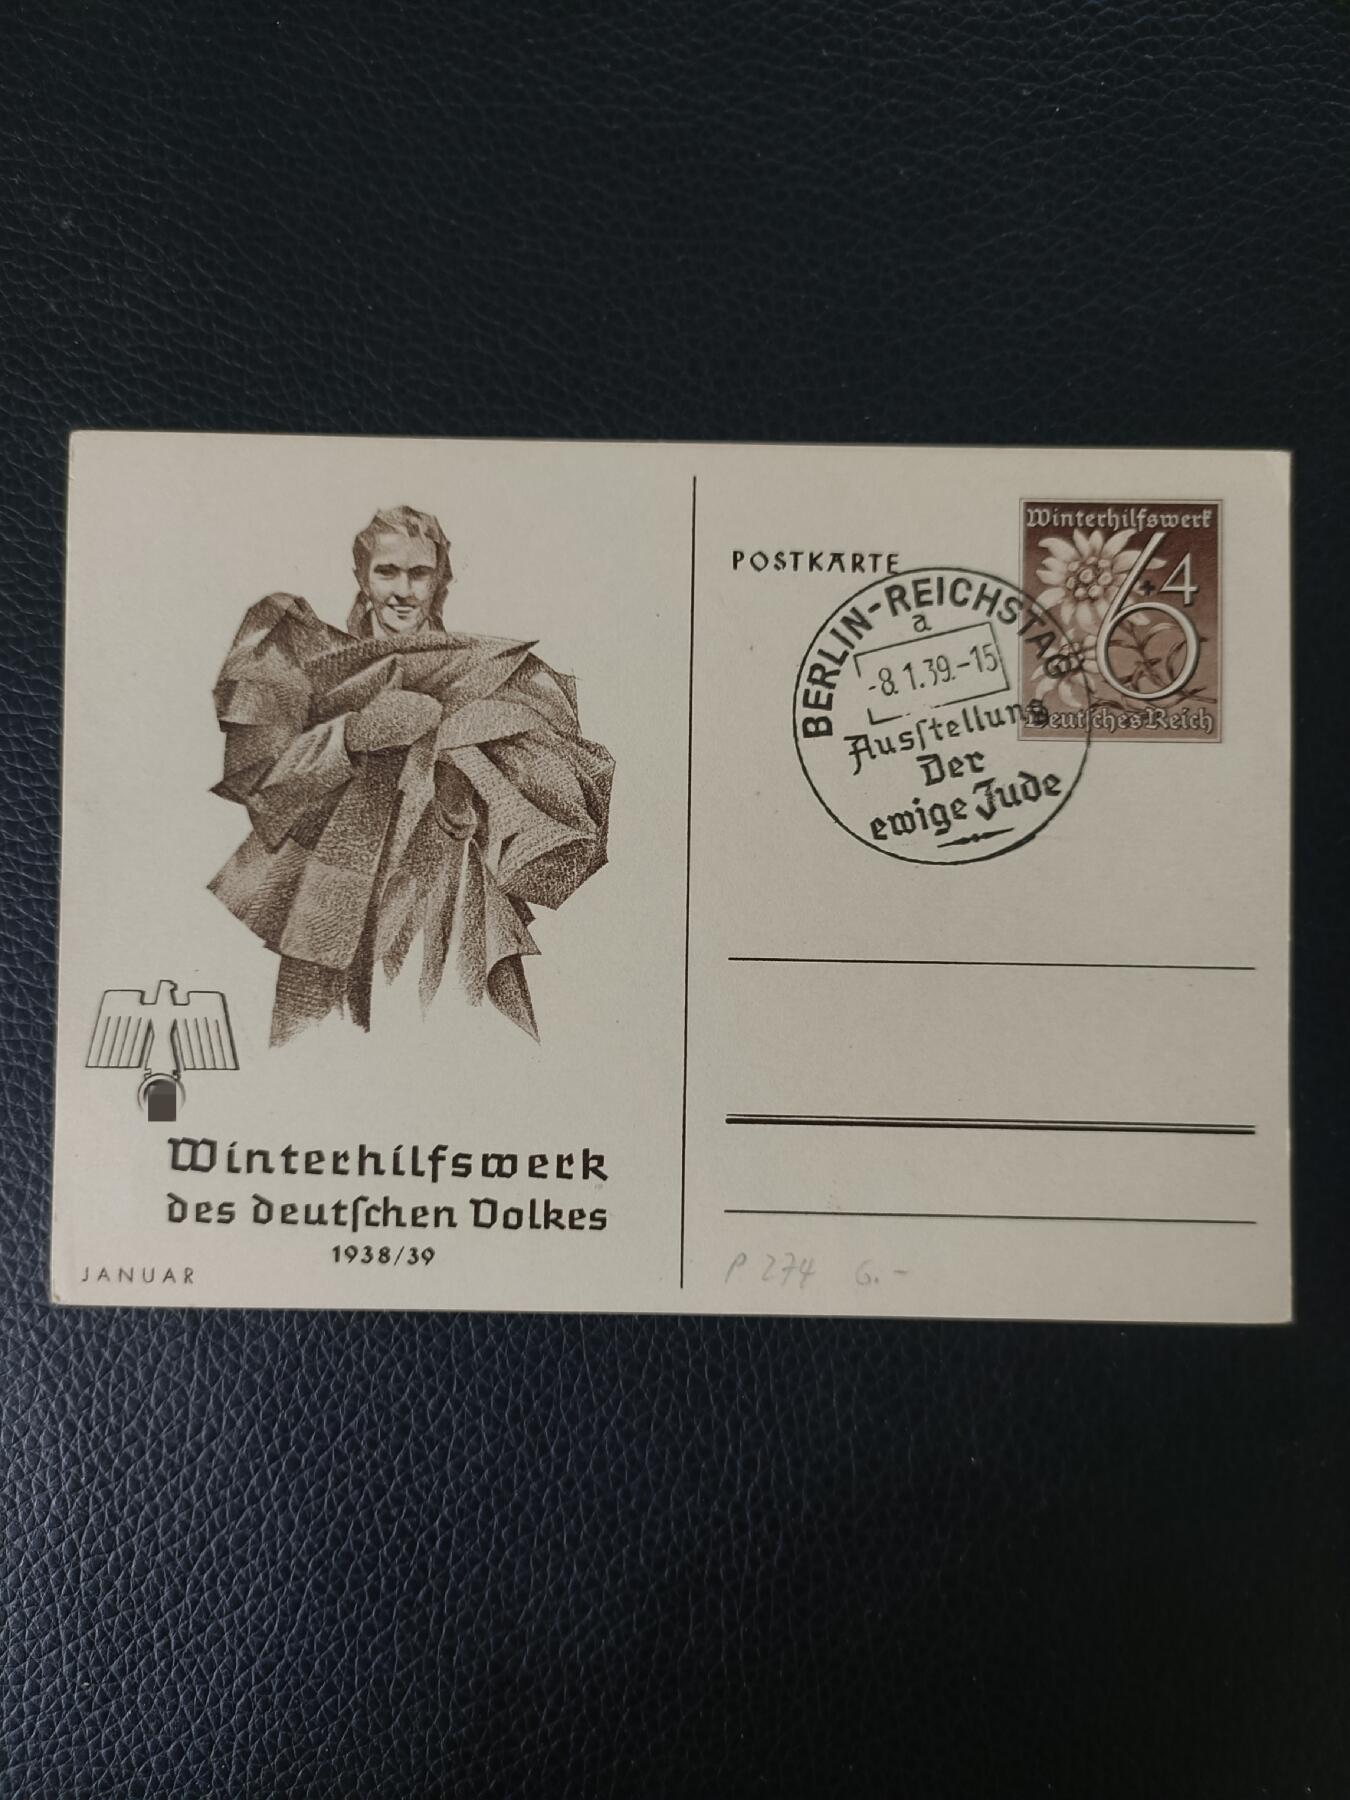 Winterhilfswerk
des deutſchen Volkes
1938/39
JANUAR
POSTKARTE
Winterhilfswerk
6+4
Deutſches Reich
BERLIN-REICHSTAG
a
-8.1.39.-15
Ausſtellung
Der
ewige Jude
P 274 6.-